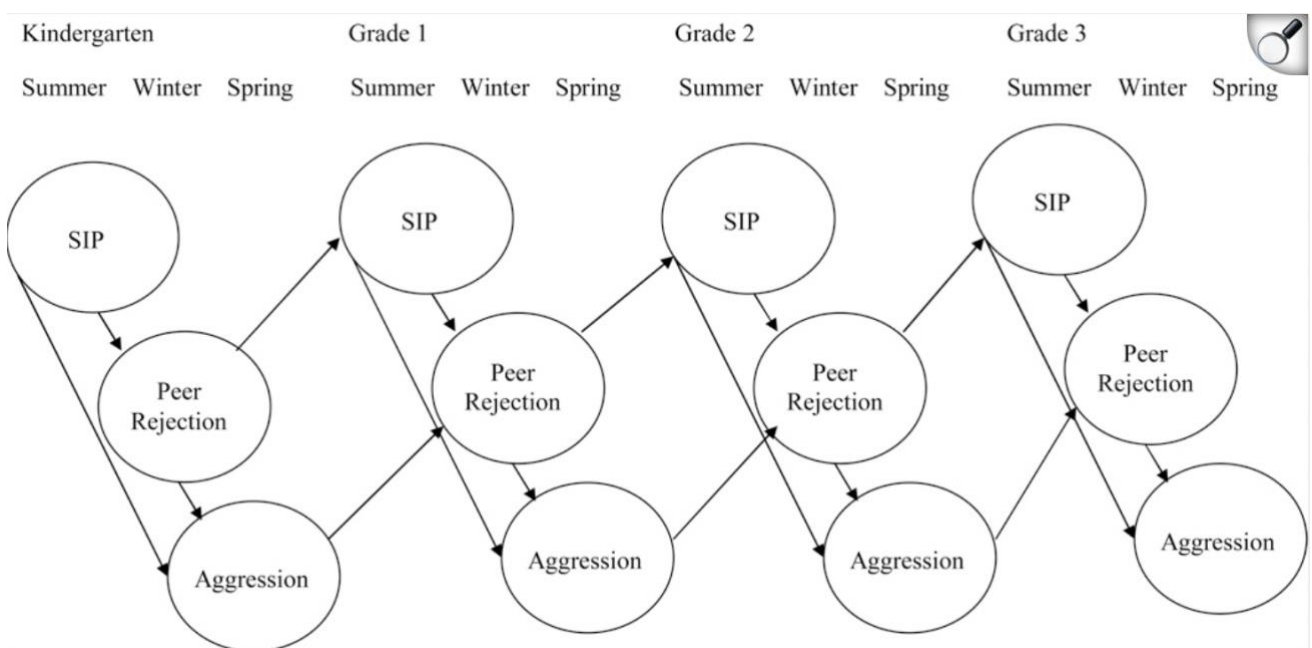 Kindergarten Grade 1 Grade 2 Grade 3
Summer Winter Spring Summer Winter Spring Summer Winter Spring Summer Winter Spring
SIP
Peer
Rejection
Aggression
SIP
Peer
Rejection
Aggression
SIP
Peer
Rejection
Aggression
SIP
Peer
Rejection
Aggression